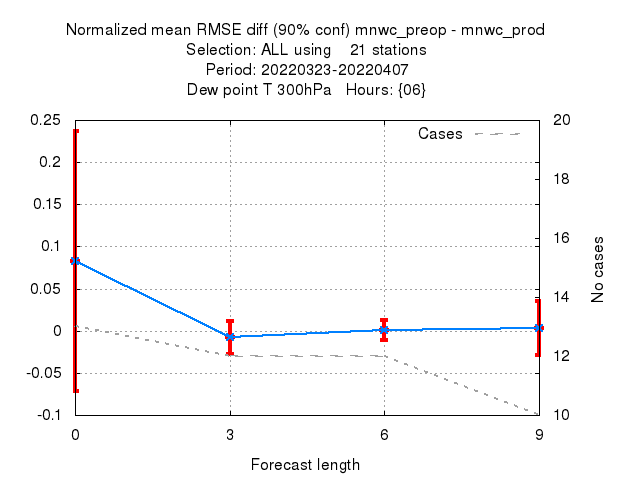 Normalized mean RMSE diff (90% conf) mnwc_preop - mnwc_prod
Selection: ALL using    21 stations
Period: 20220323-20220407
Dew point T 300hPa   Hours: {06}
Cases
0.25
0.2
0.15
0.1
0.05
0
-0.05
-0.1
20
18
16
14
12
10
No cases
0 3 6 9
Forecast length